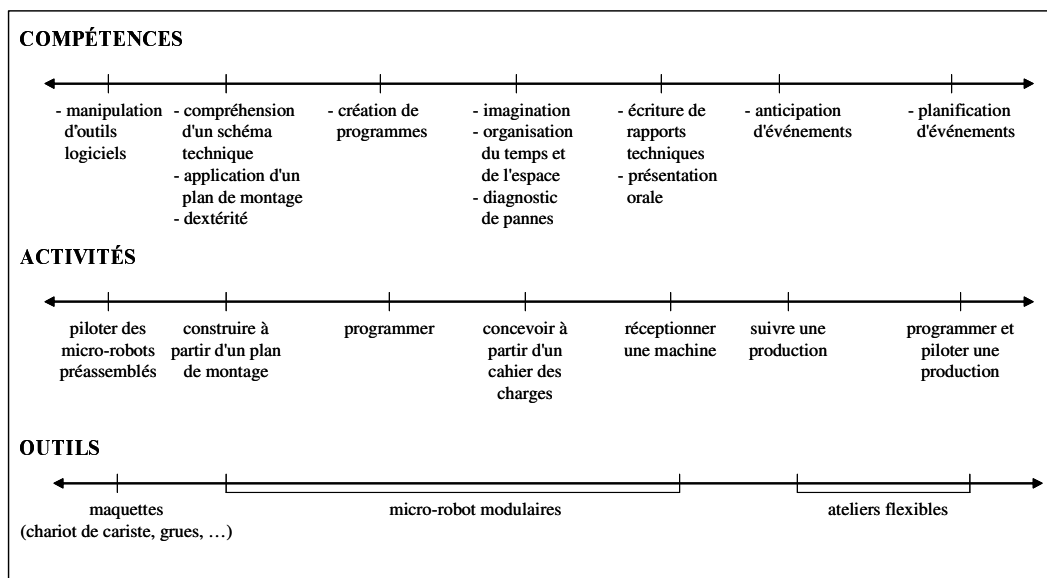 COMPÉTENCES
- manipulation
d'outils
logiciels
- compréhension
d'un schéma
technique
- application d'un
plan de montage
- dextérité
- création de
programmes
- imagination
- organisation
du temps et
de l'espace
- diagnostic
de pannes
- écriture de
rapports
techniques
- présentation
orale
- anticipation
d'événements
- planification
d'événements
ACTIVITÉS
piloter des
micro-robots
préassemblés
construire à
partir d'un plan
de montage
programmer
concevoir à
partir d'un
cahier des
charges
réceptionner
une machine
suivre une
production
programmer et
piloter une
production
OUTILS
maquettes
(chariot de cariste, grues, …)
micro-robot modulaires
ateliers flexibles